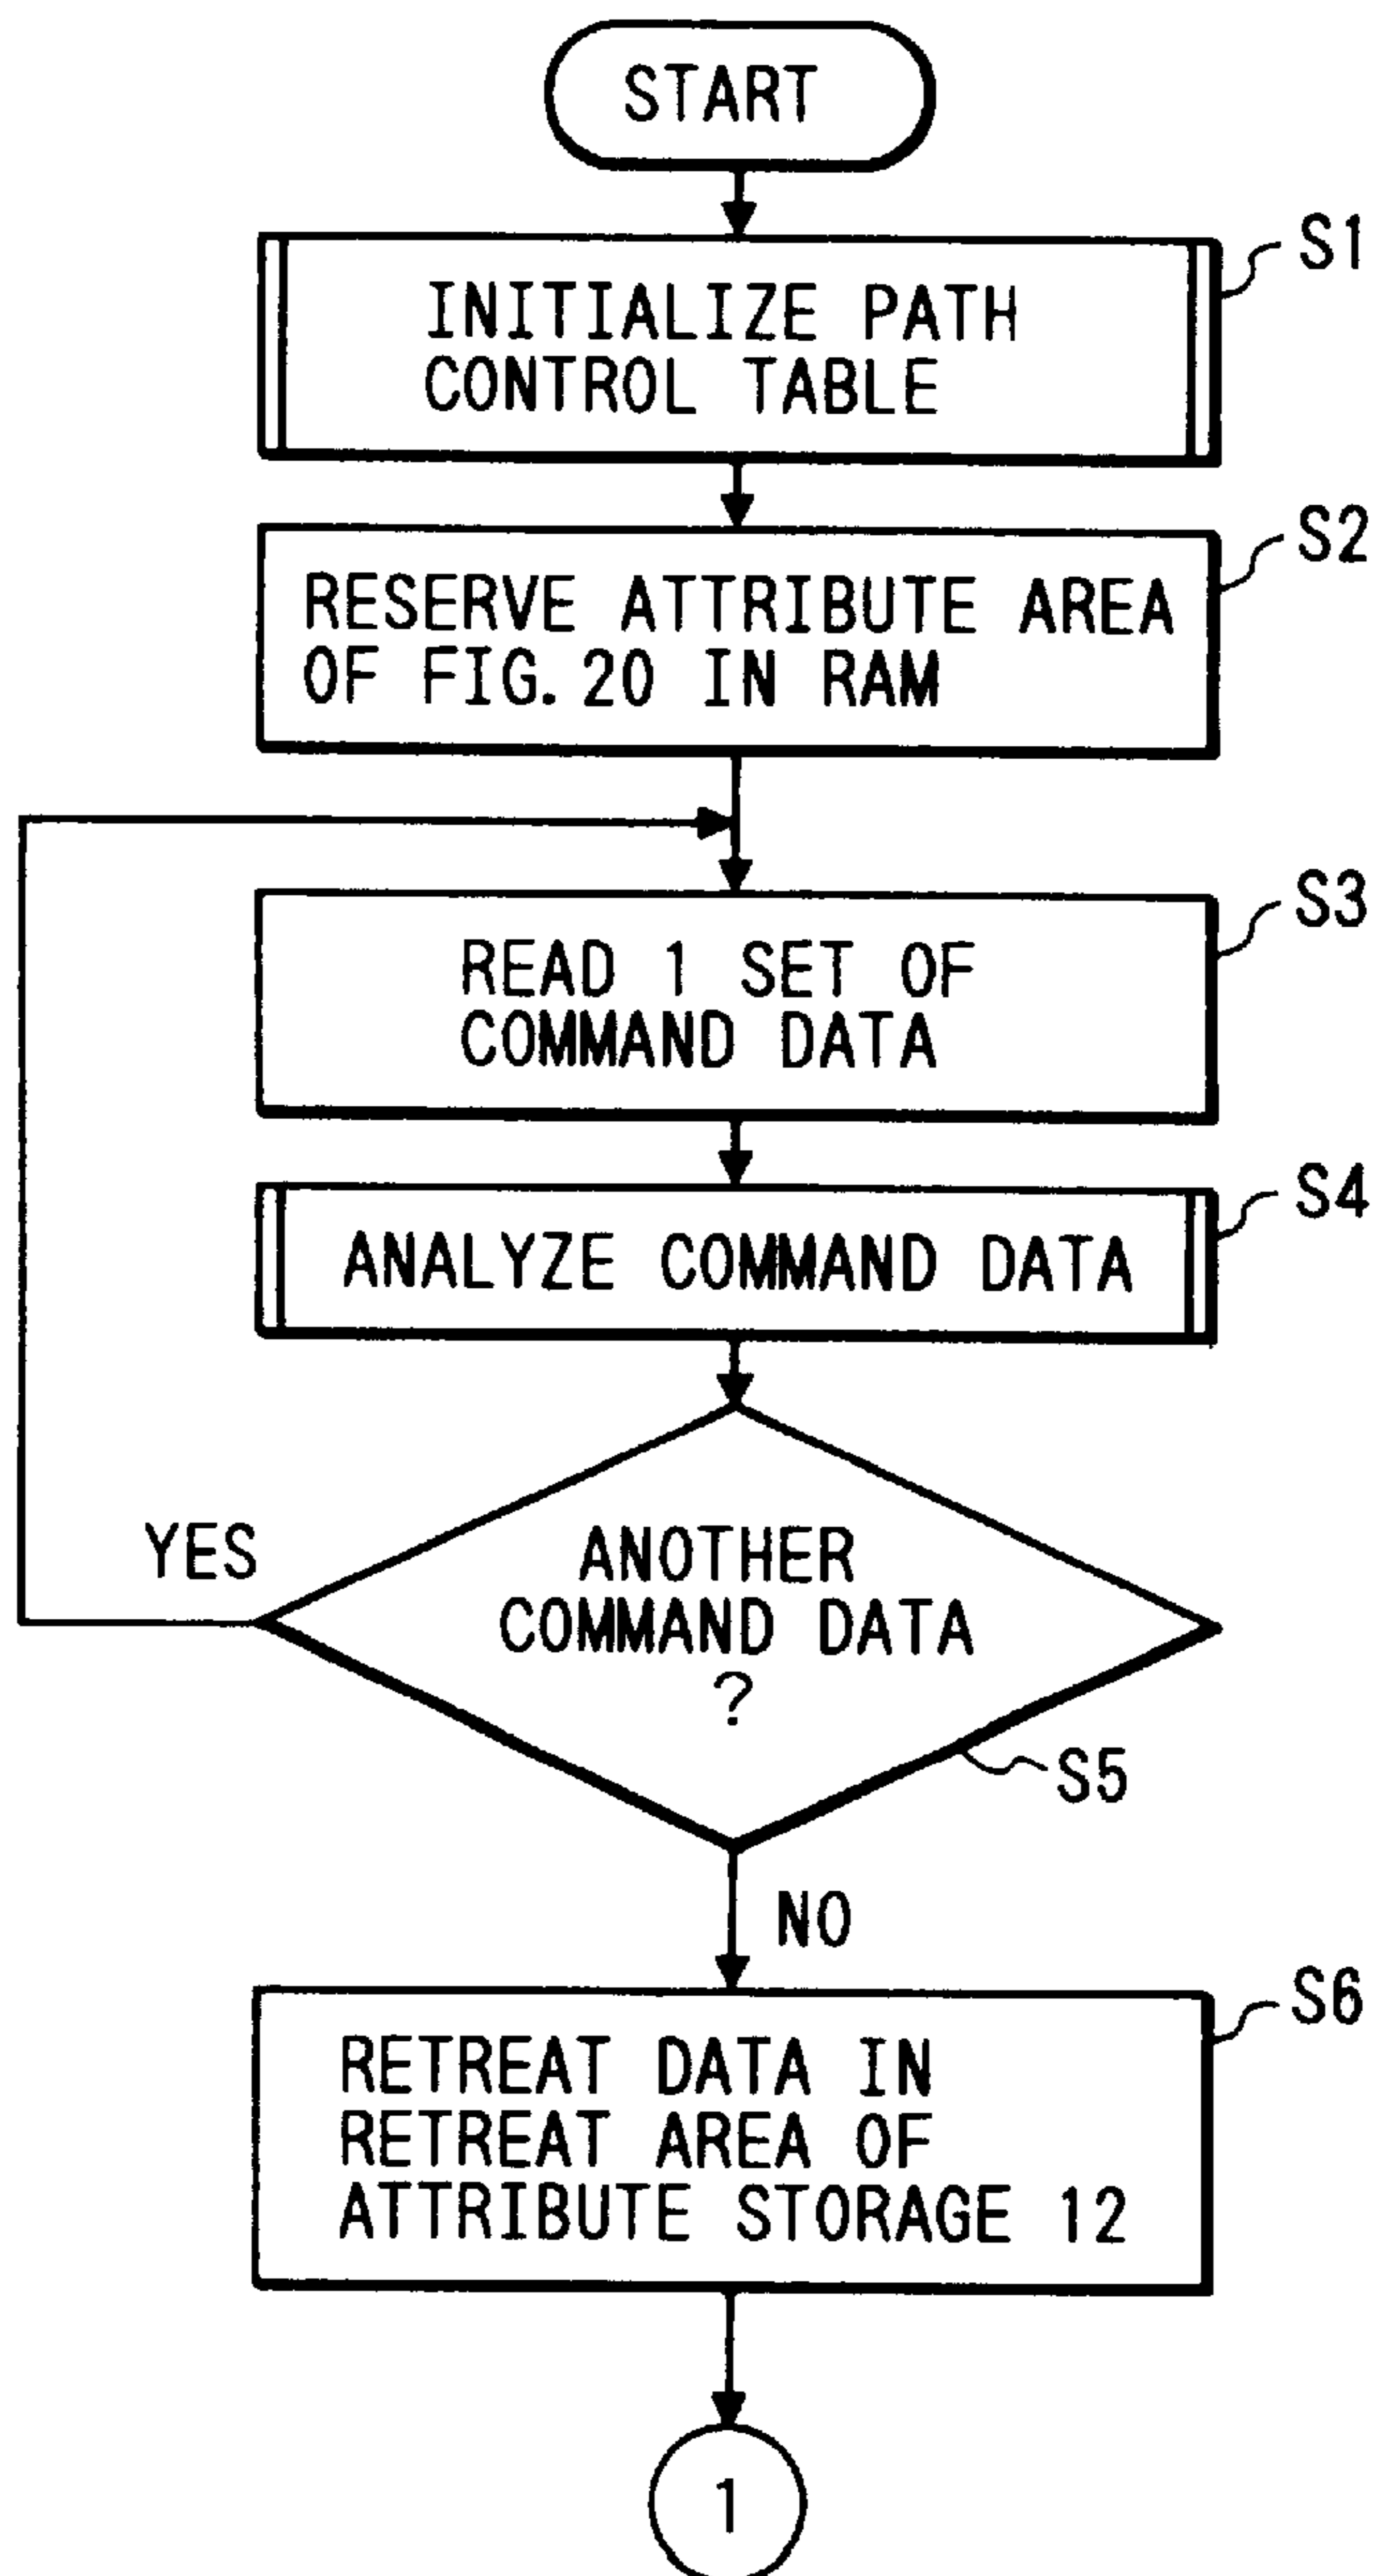 START
S1
INITIALIZE PATH
CONTROL TABLE
S2
RESERVE ATTRIBUTE AREA
OF FIG. 20 IN RAM
S3
READ 1 SET OF
COMMAND DATA
S4
ANALYZE COMMAND DATA
YES
ANOTHER
COMMAND DATA
?
S5
NO
S6
RETREAT DATA IN
RETREAT AREA OF
ATTRIBUTE STORAGE 12
1